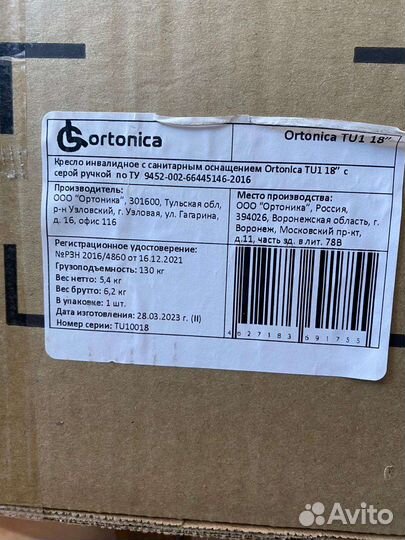 ortonica
Ortonica TU1 18"
Кресло инвалидное с санитарным оснащением Ortonica TU1 18" с
серой ручкой по ТУ 9452-002-66445146-2016
Производитель:
ООО "Ортоника", 301600, Тульская обл,
р-н Узловский, г. Узловая, ул. Гагарина,
д. 16, офис 116
Место производства:
ООО "Ортоника", Россия,
394026, Воронежская область, г.
Воронеж, Московский пр-кт,
д.11, часть зд. в лит. 78В
Регистрационное удостоверение:
№РЗН 2016/4860 от 16.12.2021
Грузоподъемность: 130 кг
Вес нетто: 5,4 кг
Вес брутто: 6,2 кг
В упаковке: 1 шт.
Дата изготовления: 28.03.2023 г. (II)
Номер серии: TU10018
4627183691755
Avito